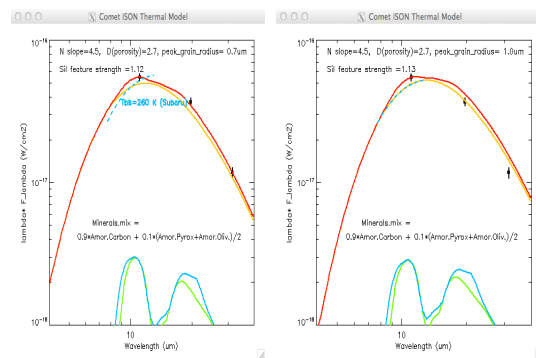 Comet ISON Thermal Model
N slope=4.5, D(porosity)=2.7, peak_grain_radius= 0.7um
Sil feature strength =1.12
Tbb=260 K (Subaru)
Minerals.mix =
0.9*Amor.Carbon + 0.1*(Amor.Pyrox+Amor.Oliv.)/2
lambda* F_lambda (W/cm2)
10⁻¹⁶
10⁻¹⁷
10⁻¹⁸
10
Wavelength (um)
Comet ISON Thermal Model
N slope=4.5, D(porosity)=2.7, peak_grain_radius= 1.0um
Sil feature strength =1.13
Minerals.mix =
0.9*Amor.Carbon + 0.1*(Amor.Pyrox+Amor.Oliv.)/2
lambda* F_lambda (W/cm2)
10⁻¹⁶
10⁻¹⁷
10⁻¹⁸
10
Wavelength (um)